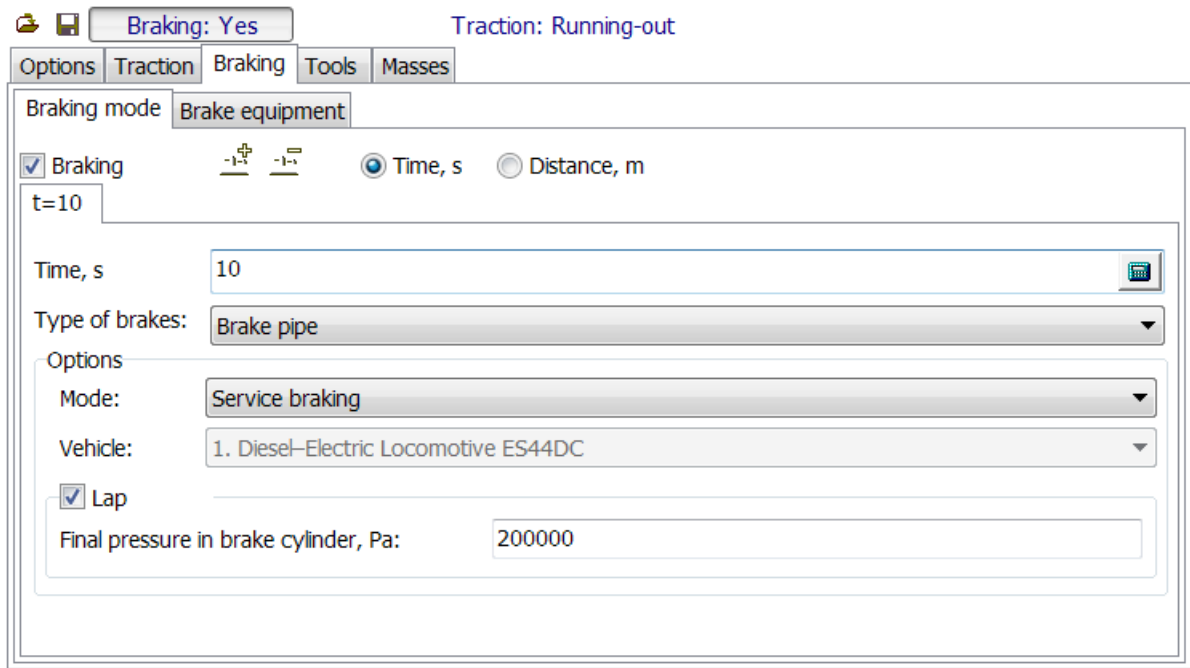 Braking: Yes Traction: Running-out
Options Traction Braking Tools Masses
Braking mode Brake equipment
Braking Time, s Distance, m
t=10
Time, s 10
Type of brakes: Brake pipe
Options
Mode: Service braking
Vehicle: 1. Diesel–Electric Locomotive ES44DC
Lap
Final pressure in brake cylinder, Pa: 200000